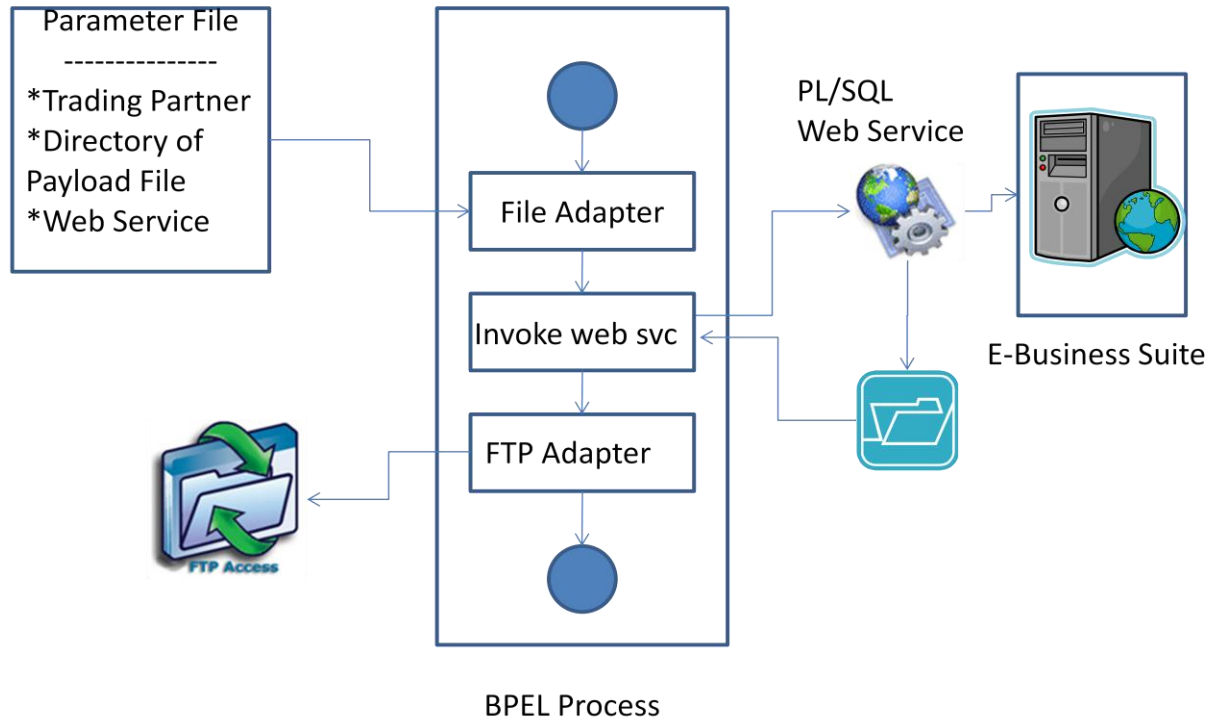 Parameter File
---------------
*Trading Partner
*Directory of
Payload File
*Web Service
File Adapter
Invoke web svc
FTP Adapter
PL/SQL
Web Service
E-Business Suite
FTP Access
BPEL Process